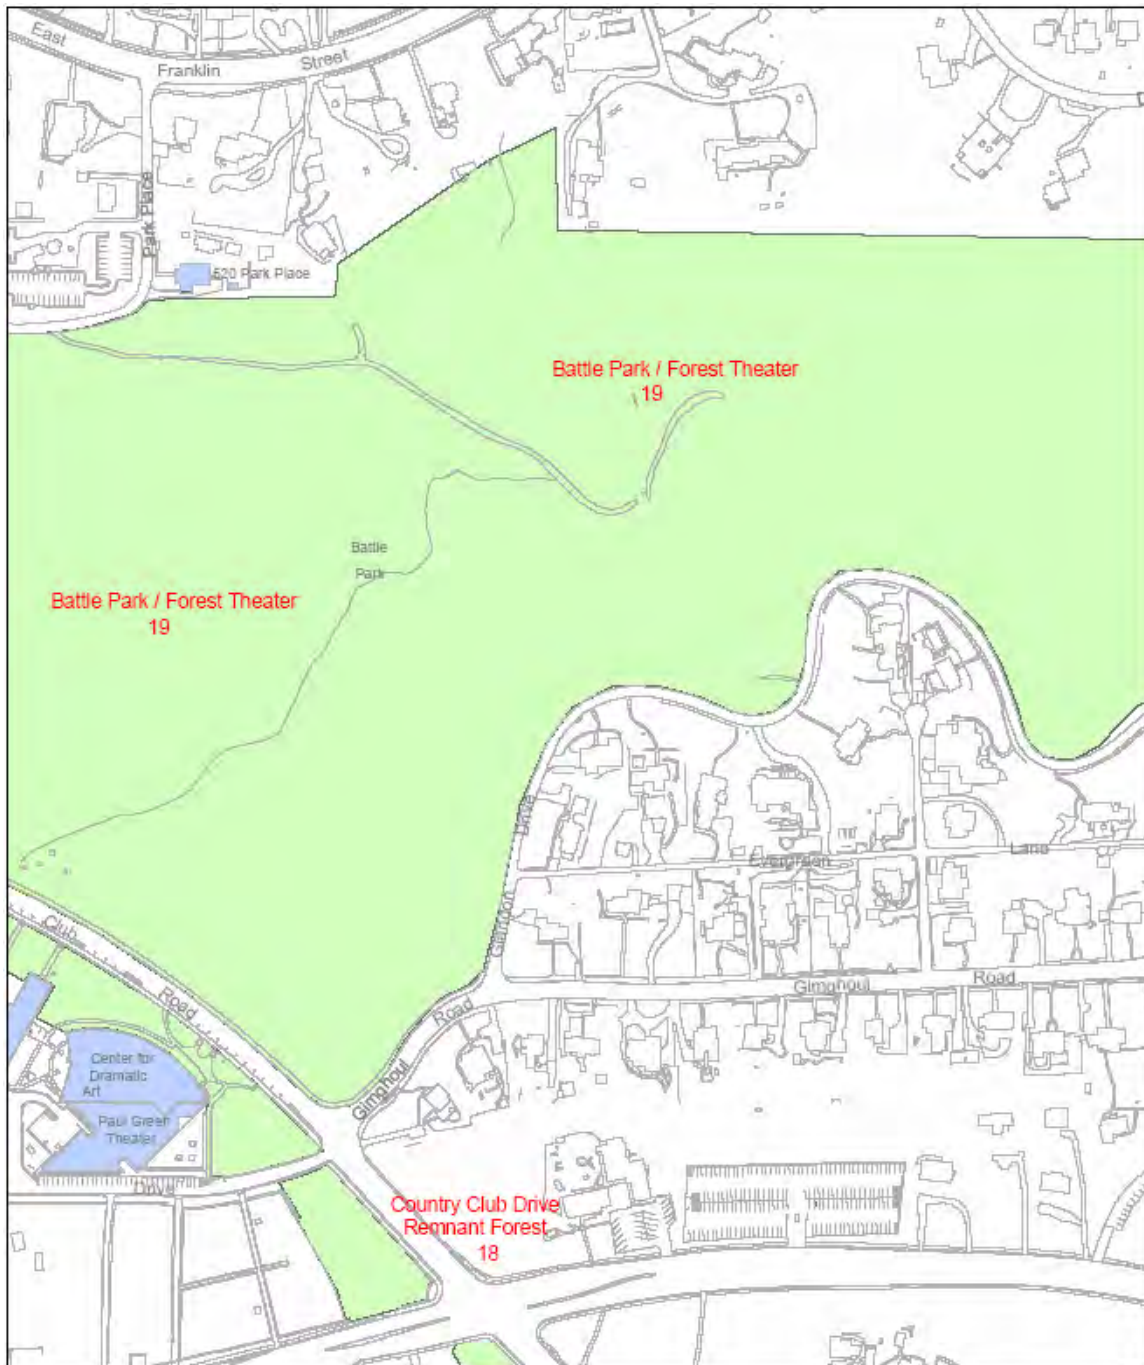 East
Franklin
Street
Park Place
520 Park Place
Battle Park / Forest Theater
19
Battle
Park
Battle Park / Forest Theater
19
Drive
Evergreen
Lane
Glandon
Gimghoul
Road
Gimghoul
Road
Club
Road
Center for
Dramatic
Art
Paul Green
Theater
Drive
Country Club Drive
Remnant Forest
18